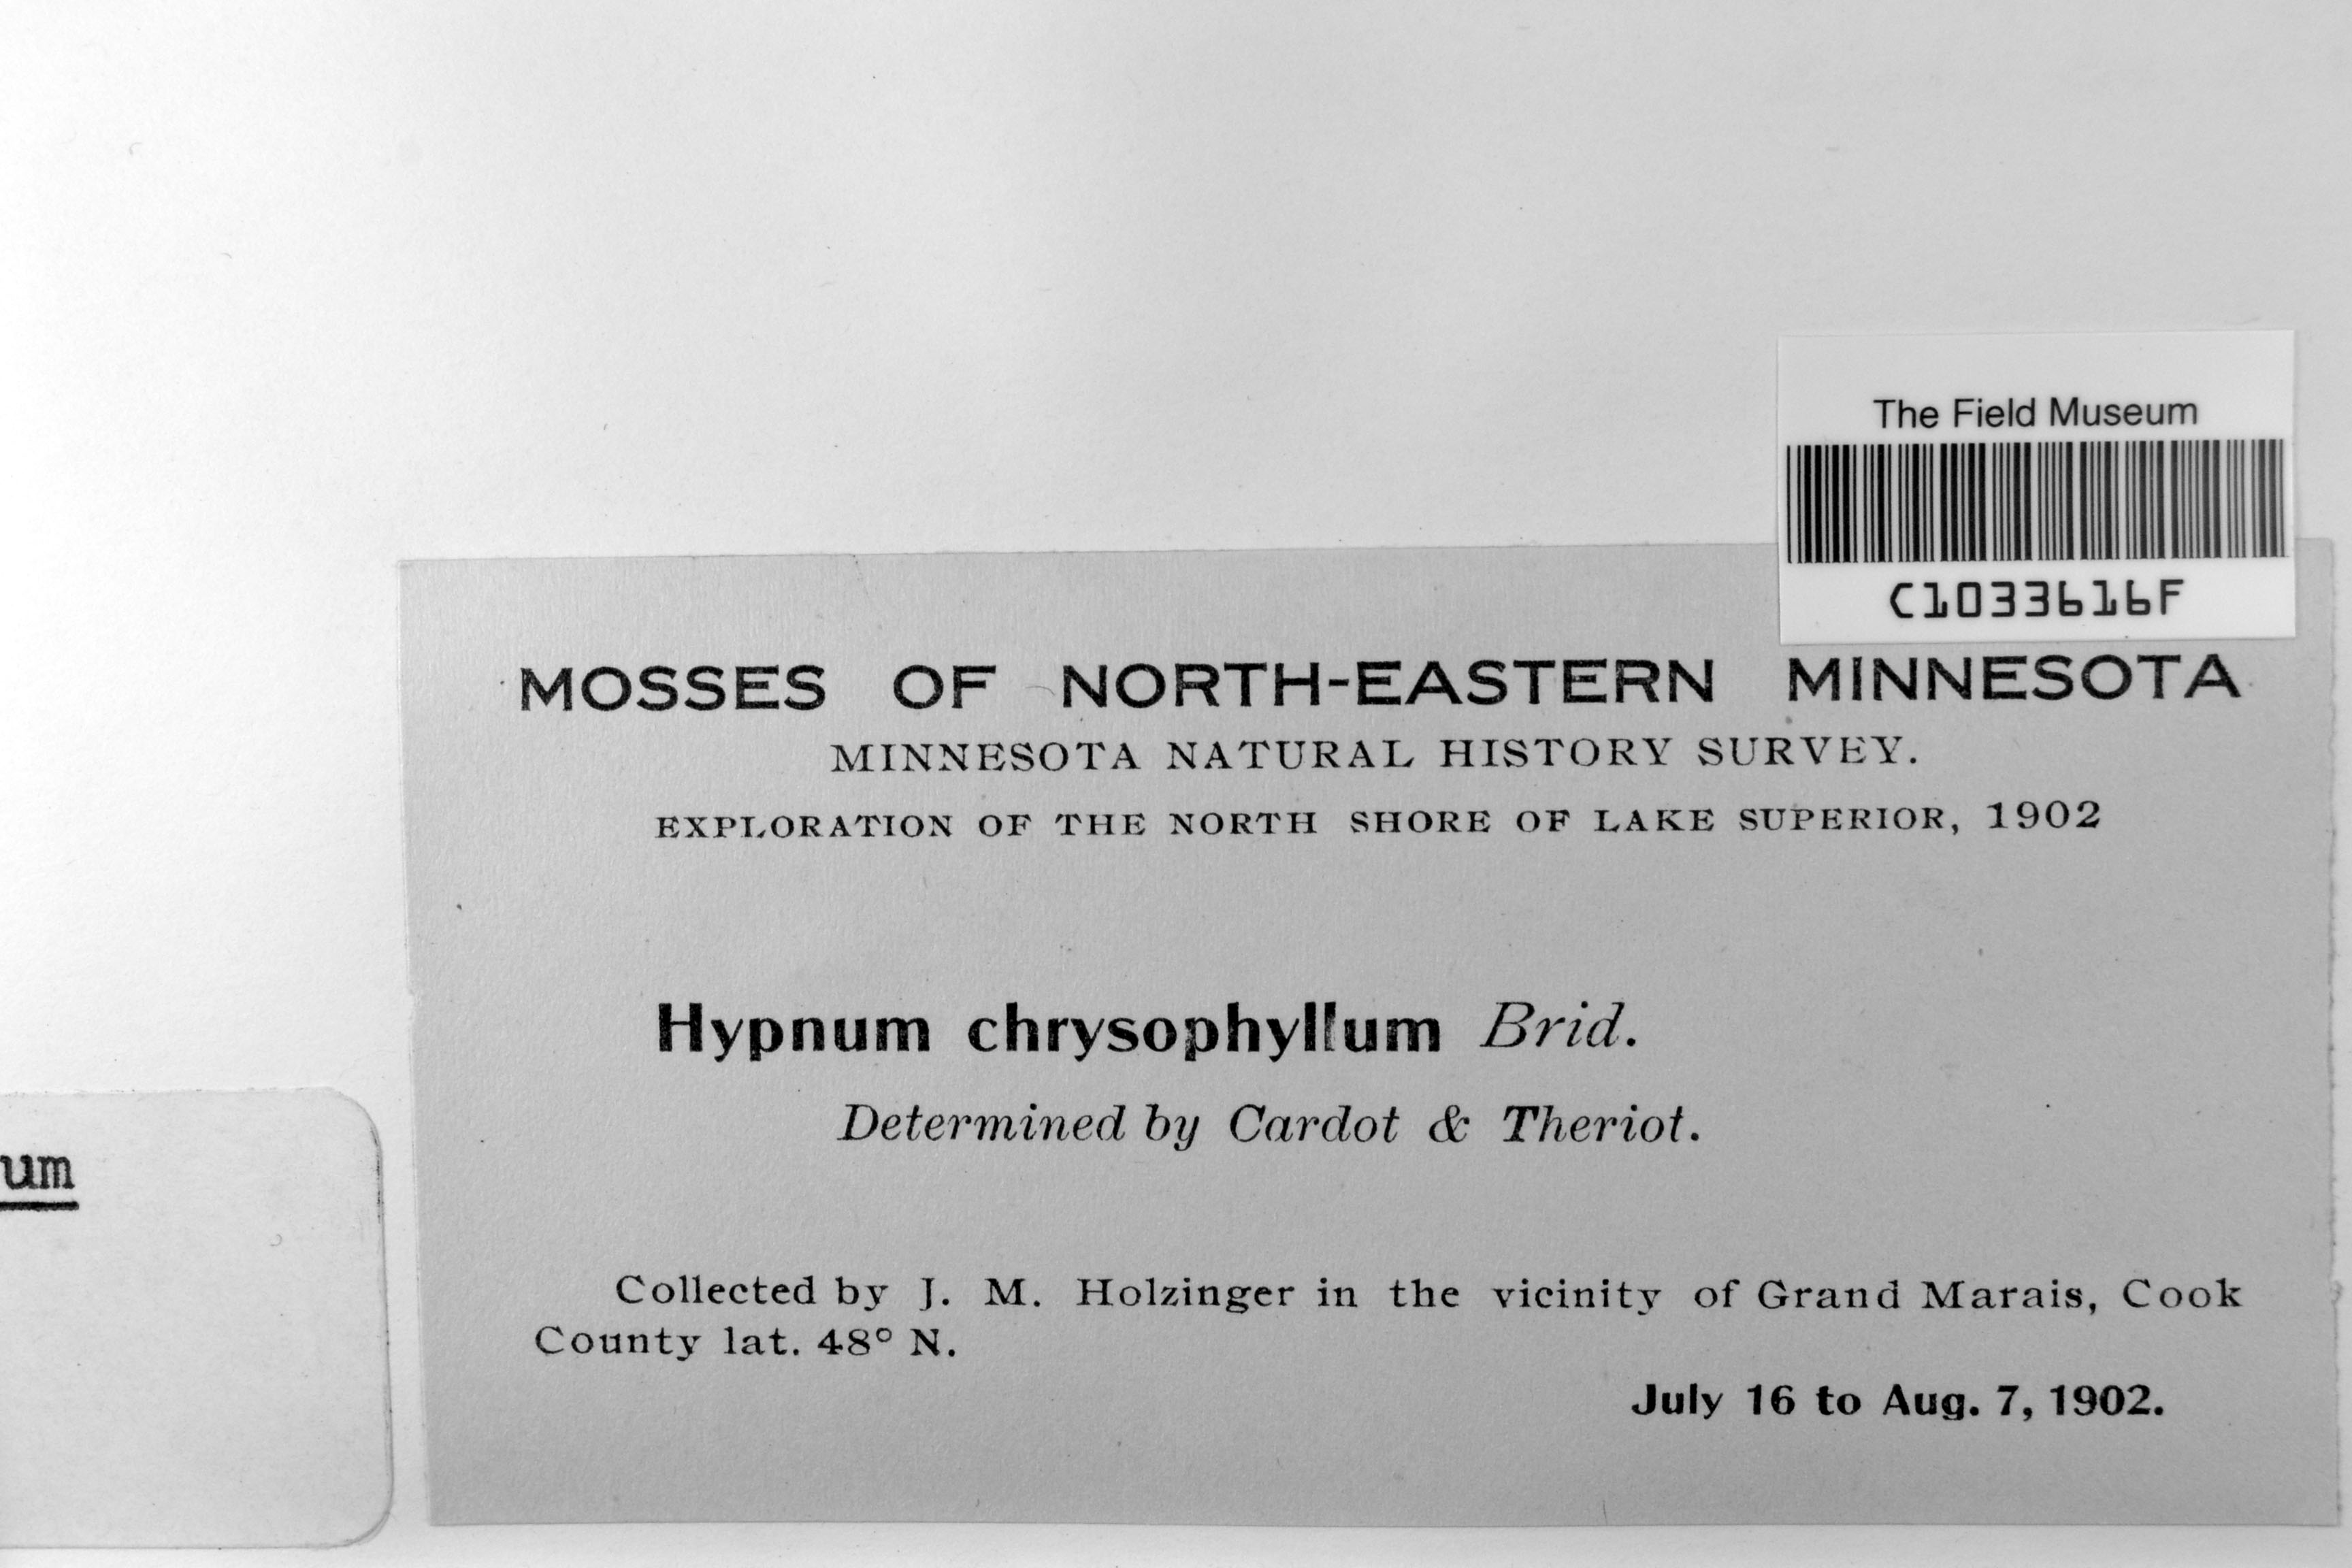 The Field Museum
C1033616F
MOSSES OF NORTH-EASTERN MINNESOTA
MINNESOTA NATURAL HISTORY SURVEY.
EXPLORATION OF THE NORTH SHORE OF LAKE SUPERIOR, 1902
Hypnum chrysophyllum Brid.
Determined by Cardot & Theriot.
um
Collected by J. M. Holzinger in the vicinity of Grand Marais, Cook
County lat. 48° N.
July 16 to Aug. 7, 1902.